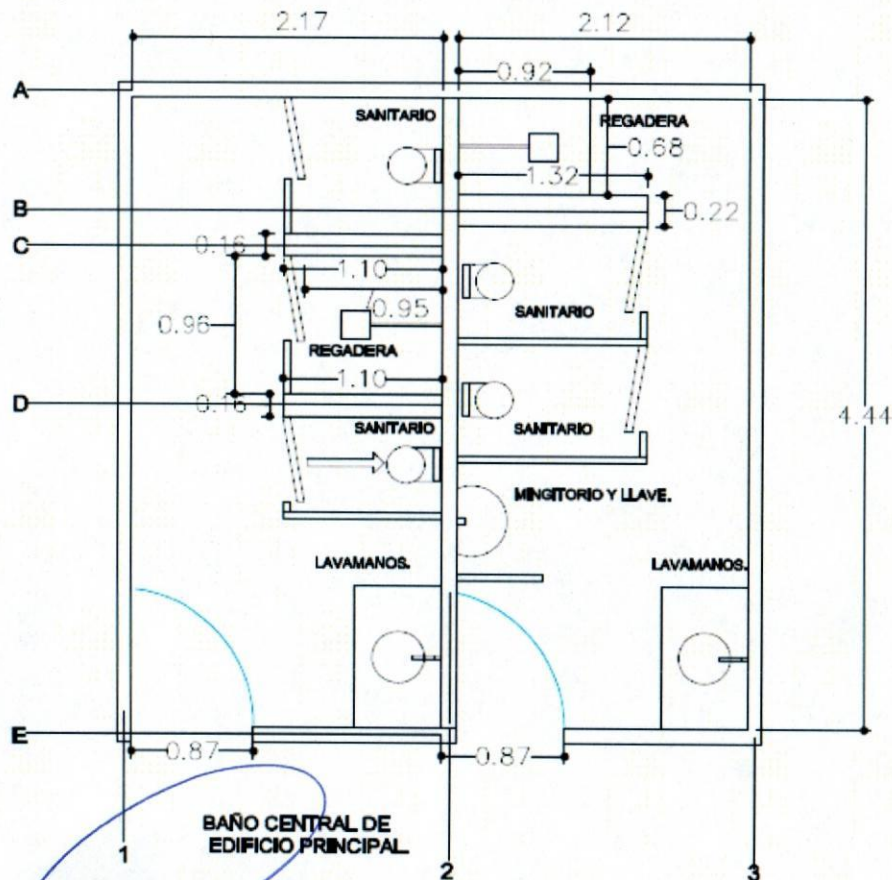 2.17
2.12
0.92
A
SANITARIO
REGADERA
0.68
1.32
B
0.22
C
0.16
1.10
0.95
SANITARIO
0.96
REGADERA
1.10
D
0.16
SANITARIO
SANITARIO
4.44
MINGITORIO Y LLAVE.
LAVAMANOS.
LAVAMANOS.
E
0.87
0.87
BAÑO CENTRAL DE
EDIFICIO PRINCIPAL
1
2
3